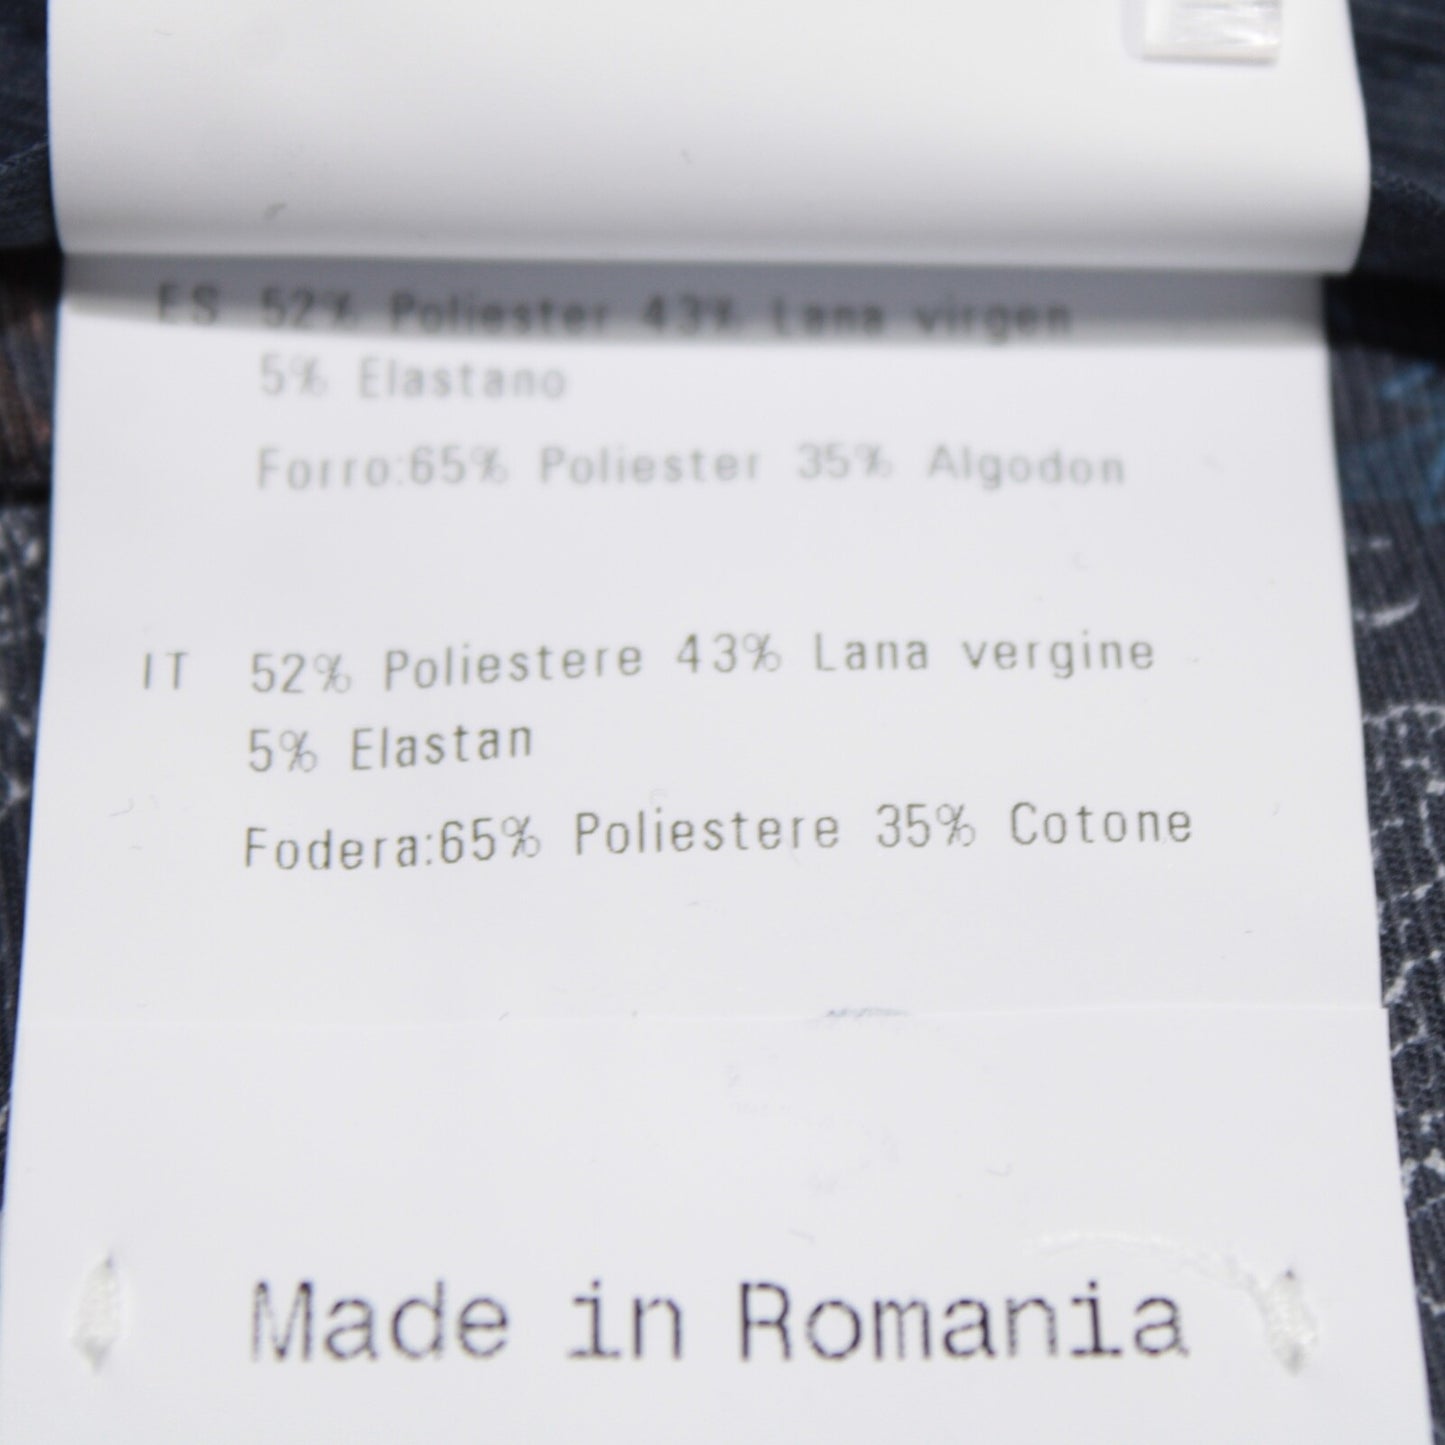 ES 52% Poliester 43% Lana virgen
5% Elastano
Forro:65% Poliester 35% Algodon
IT 52% Poliestere 43% Lana vergine
5% Elastan
Fodera:65% Poliestere 35% Cotone
Made in Romania